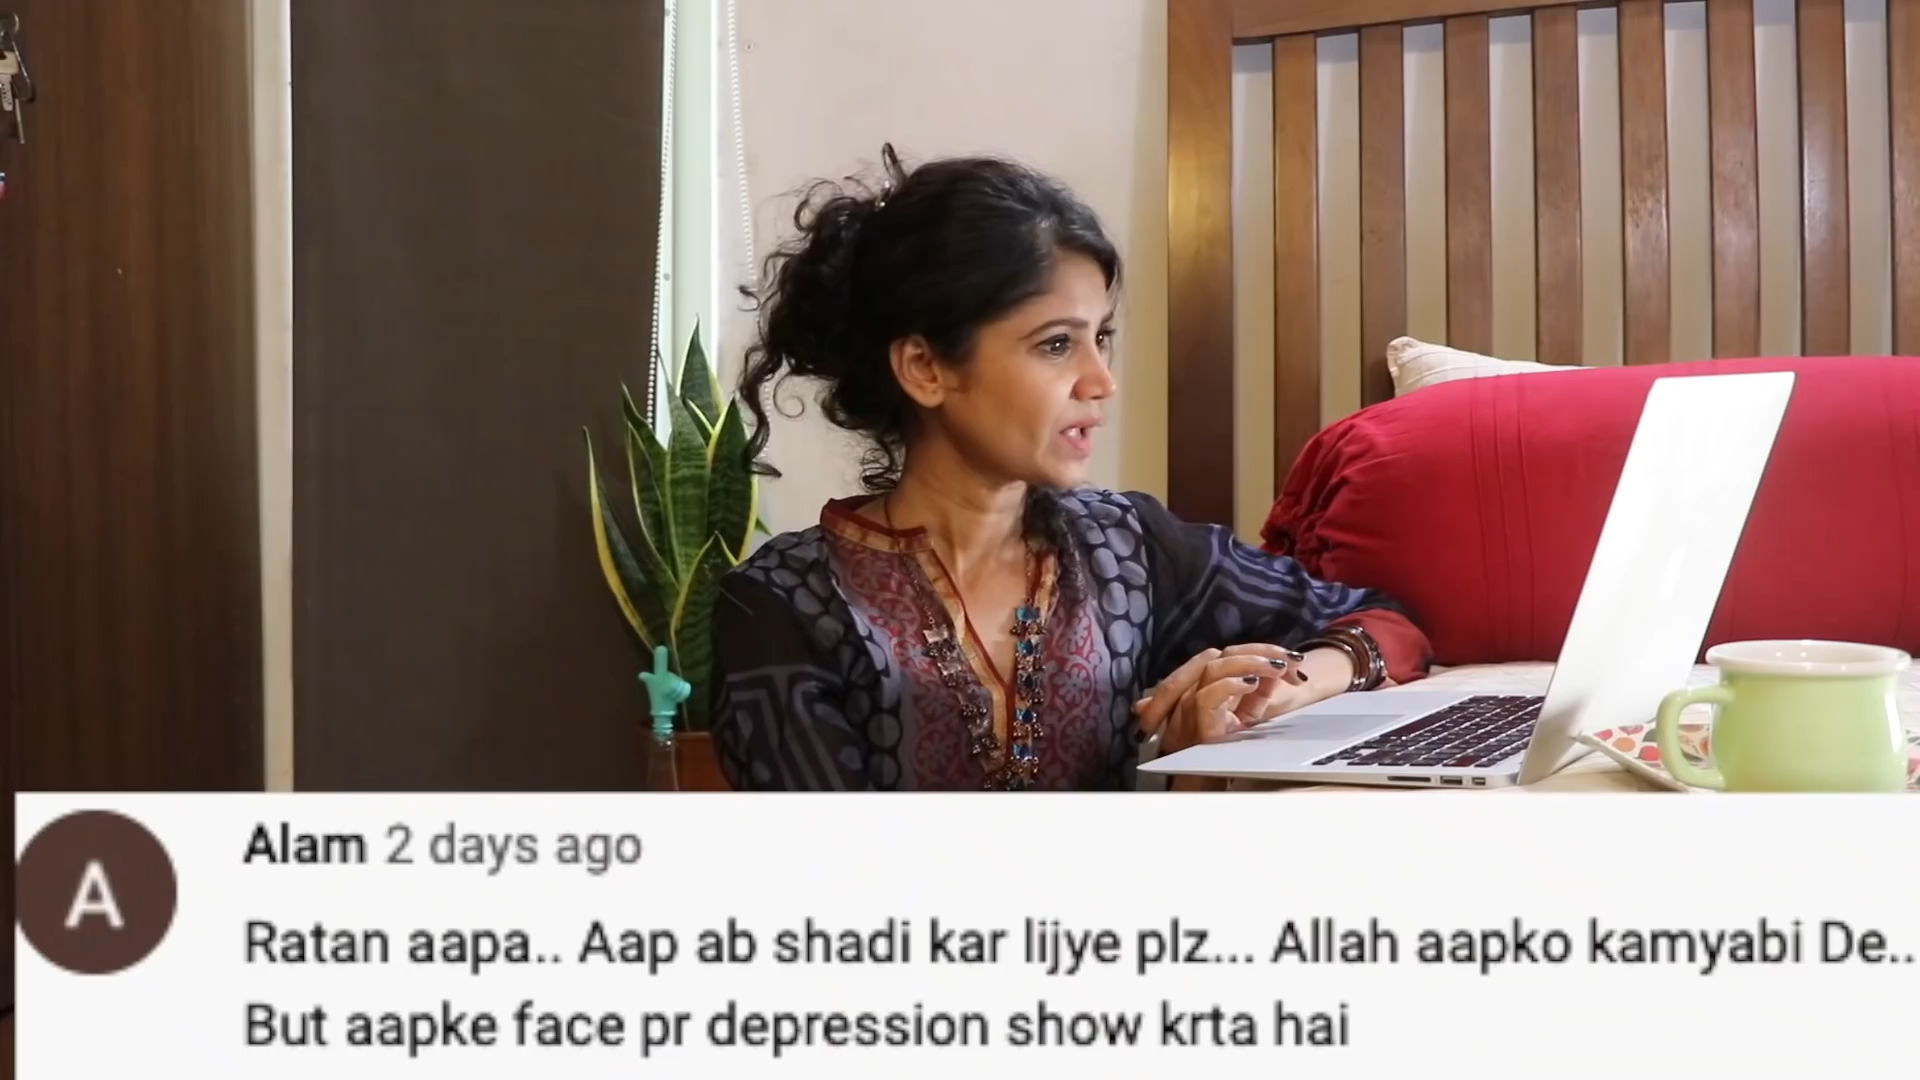 A
Alam 2 days ago
Ratan aapa.. Aap ab shadi kar lijye plz... Allah aapko kamyabi De..
But aapke face pr depression show krta hai